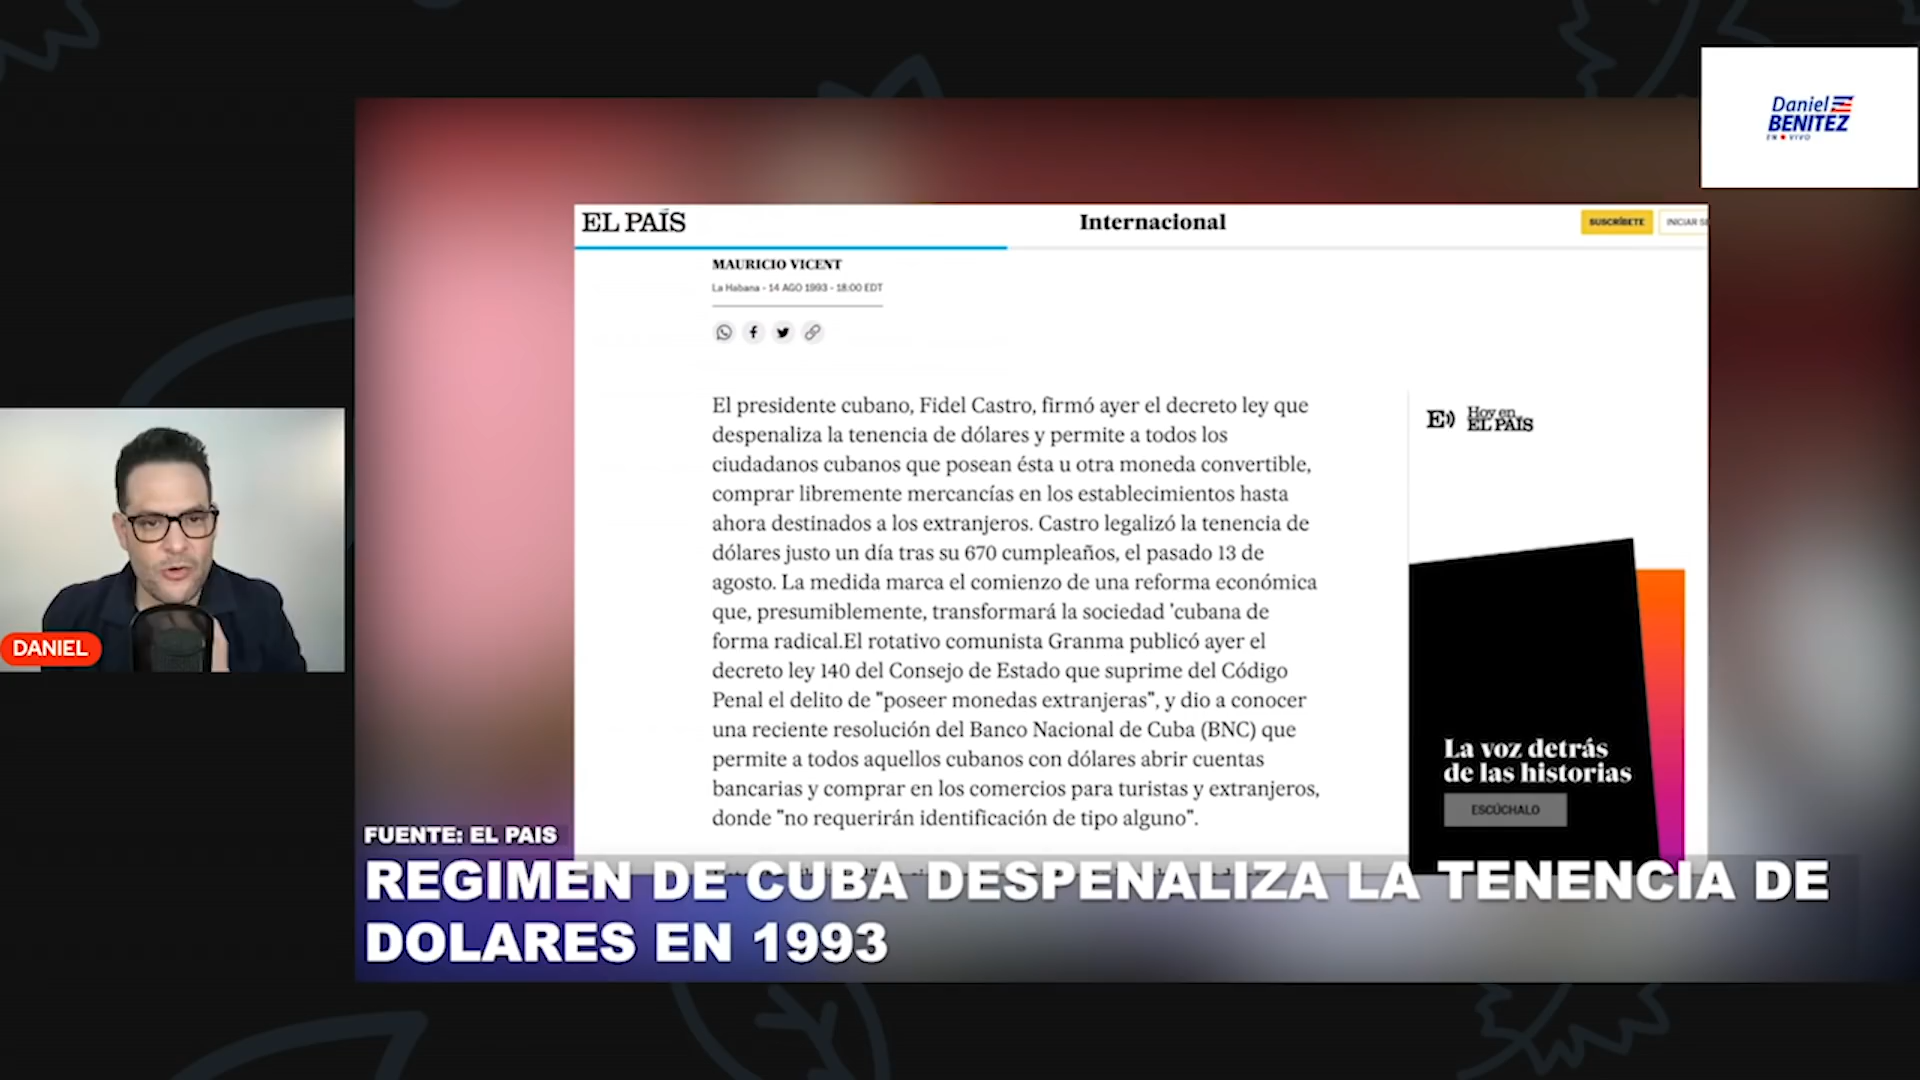 Daniel
BENITEZ
EN VIVO
EL PAÍS
Internacional
SUSCRÍBETE
INICIAR
MAURICIO VICENT
La Habana - 14 AGO 1993 - 18:00 EDT
El presidente cubano, Fidel Castro, firmó ayer el decreto ley que
despenaliza la tenencia de dólares y permite a todos los
ciudadanos cubanos que posean ésta u otra moneda convertible,
comprar libremente mercancías en los establecimientos hasta
ahora destinados a los extranjeros. Castro legalizó la tenencia de
dólares justo un día tras su 670 cumpleaños, el pasado 13 de
agosto. La medida marca el comienzo de una reforma económica
que, presumiblemente, transformará la sociedad 'cubana de
forma radical.El rotativo comunista Granma publicó ayer el
decreto ley 140 del Consejo de Estado que suprime del Código
Penal el delito de "poseer monedas extranjeras", y dio a conocer
una reciente resolución del Banco Nacional de Cuba (BNC) que
permite a todos aquellos cubanos con dólares abrir cuentas
bancarias y comprar en los comercios para turistas y extranjeros,
donde "no requerirán identificación de tipo alguno".
E
Hoy en
EL PAÍS
La voz detrás
de las historias
ESCÚCHALO
DANIEL
FUENTE: EL PAIS
REGIMEN DE CUBA DESPENALIZA LA TENENCIA DE
DOLARES EN 1993